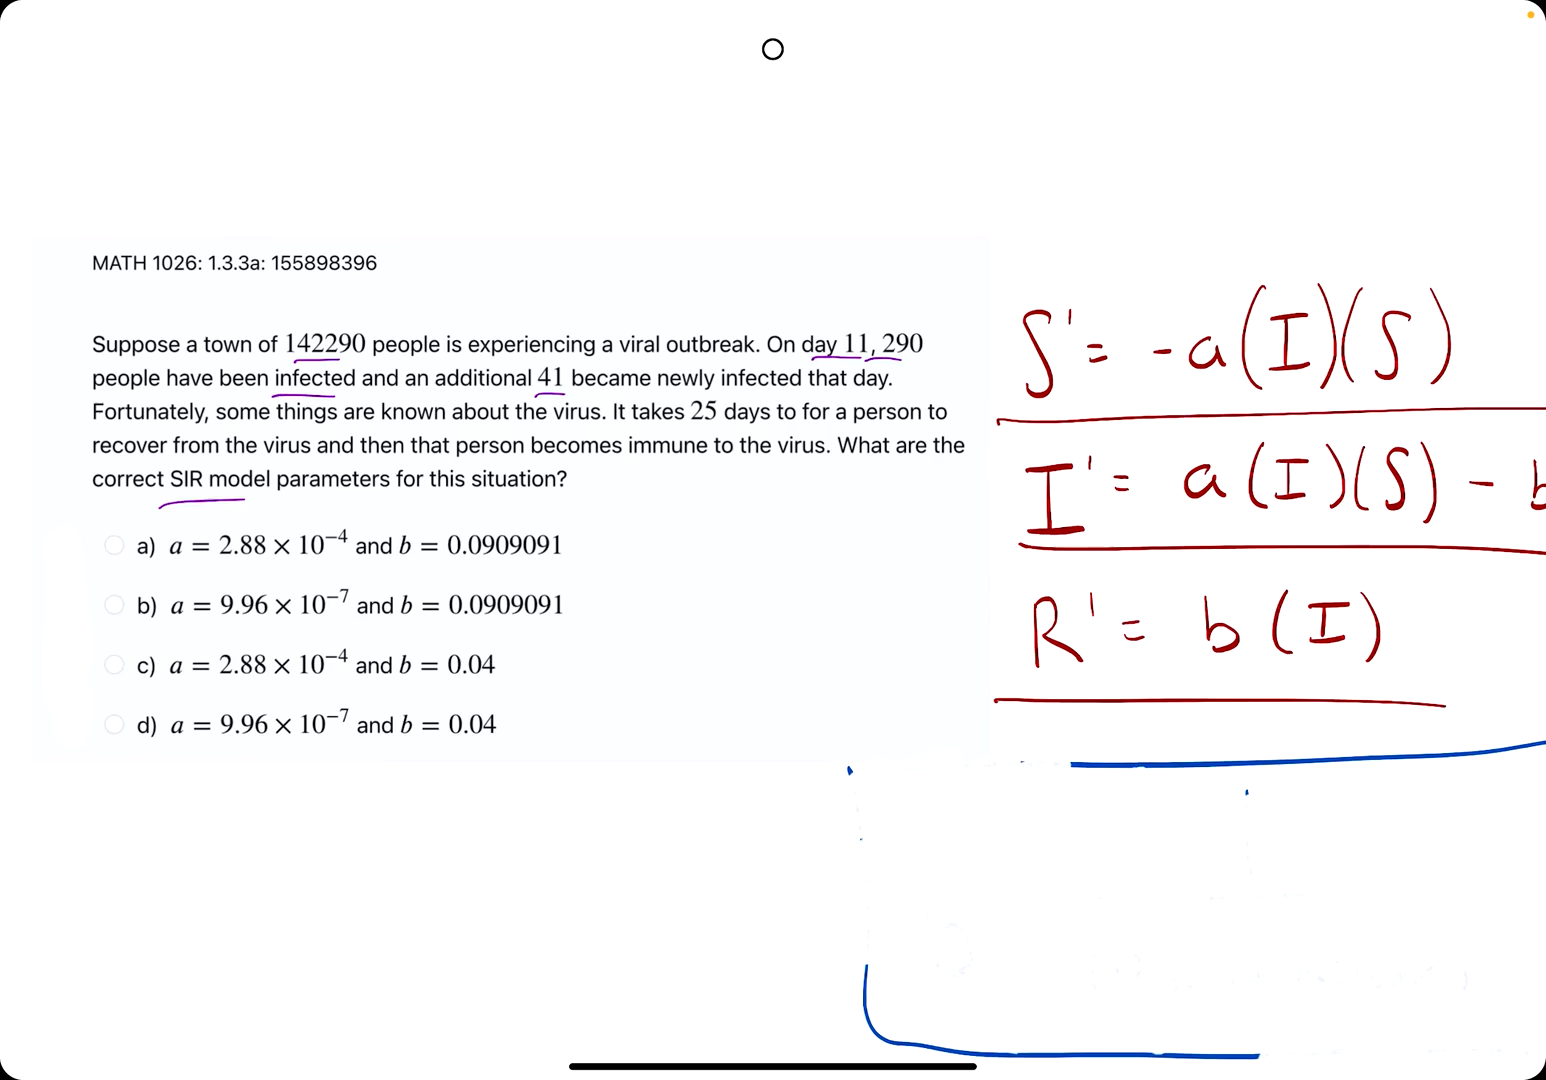 MATH 1026: 1.3.3a: 155898396
Suppose a town of 142290 people is experiencing a viral outbreak. On day 11, 290
people have been infected and an additional 41 became newly infected that day.
Fortunately, some things are known about the virus. It takes 25 days to for a person to
recover from the virus and then that person becomes immune to the virus. What are the
correct SIR model parameters for this situation?
a) a = 2.88 × 10⁻⁴ and b = 0.0909091
b) a = 9.96 × 10⁻⁷ and b = 0.0909091
c) a = 2.88 × 10⁻⁴ and b = 0.04
d) a = 9.96 × 10⁻⁷ and b = 0.04
S' = -a(I)(S)
I' = a(I)(S) - b
R' = b(I)